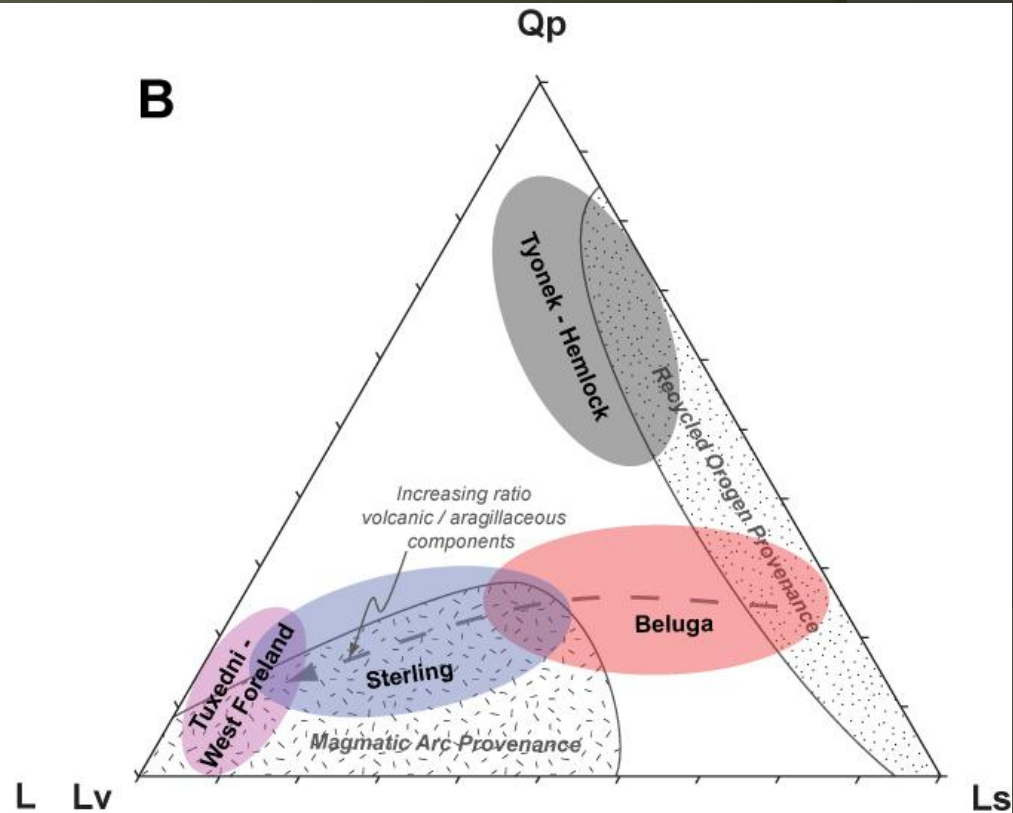 Qp
B
Tyonek - Hemlock
Recycled Orogen Provenance
Increasing ratio
volcanic / aragillaceous
components
Beluga
Tuxedni -
West Foreland
Sterling
Magmatic Arc Provenance
L Lv
Ls